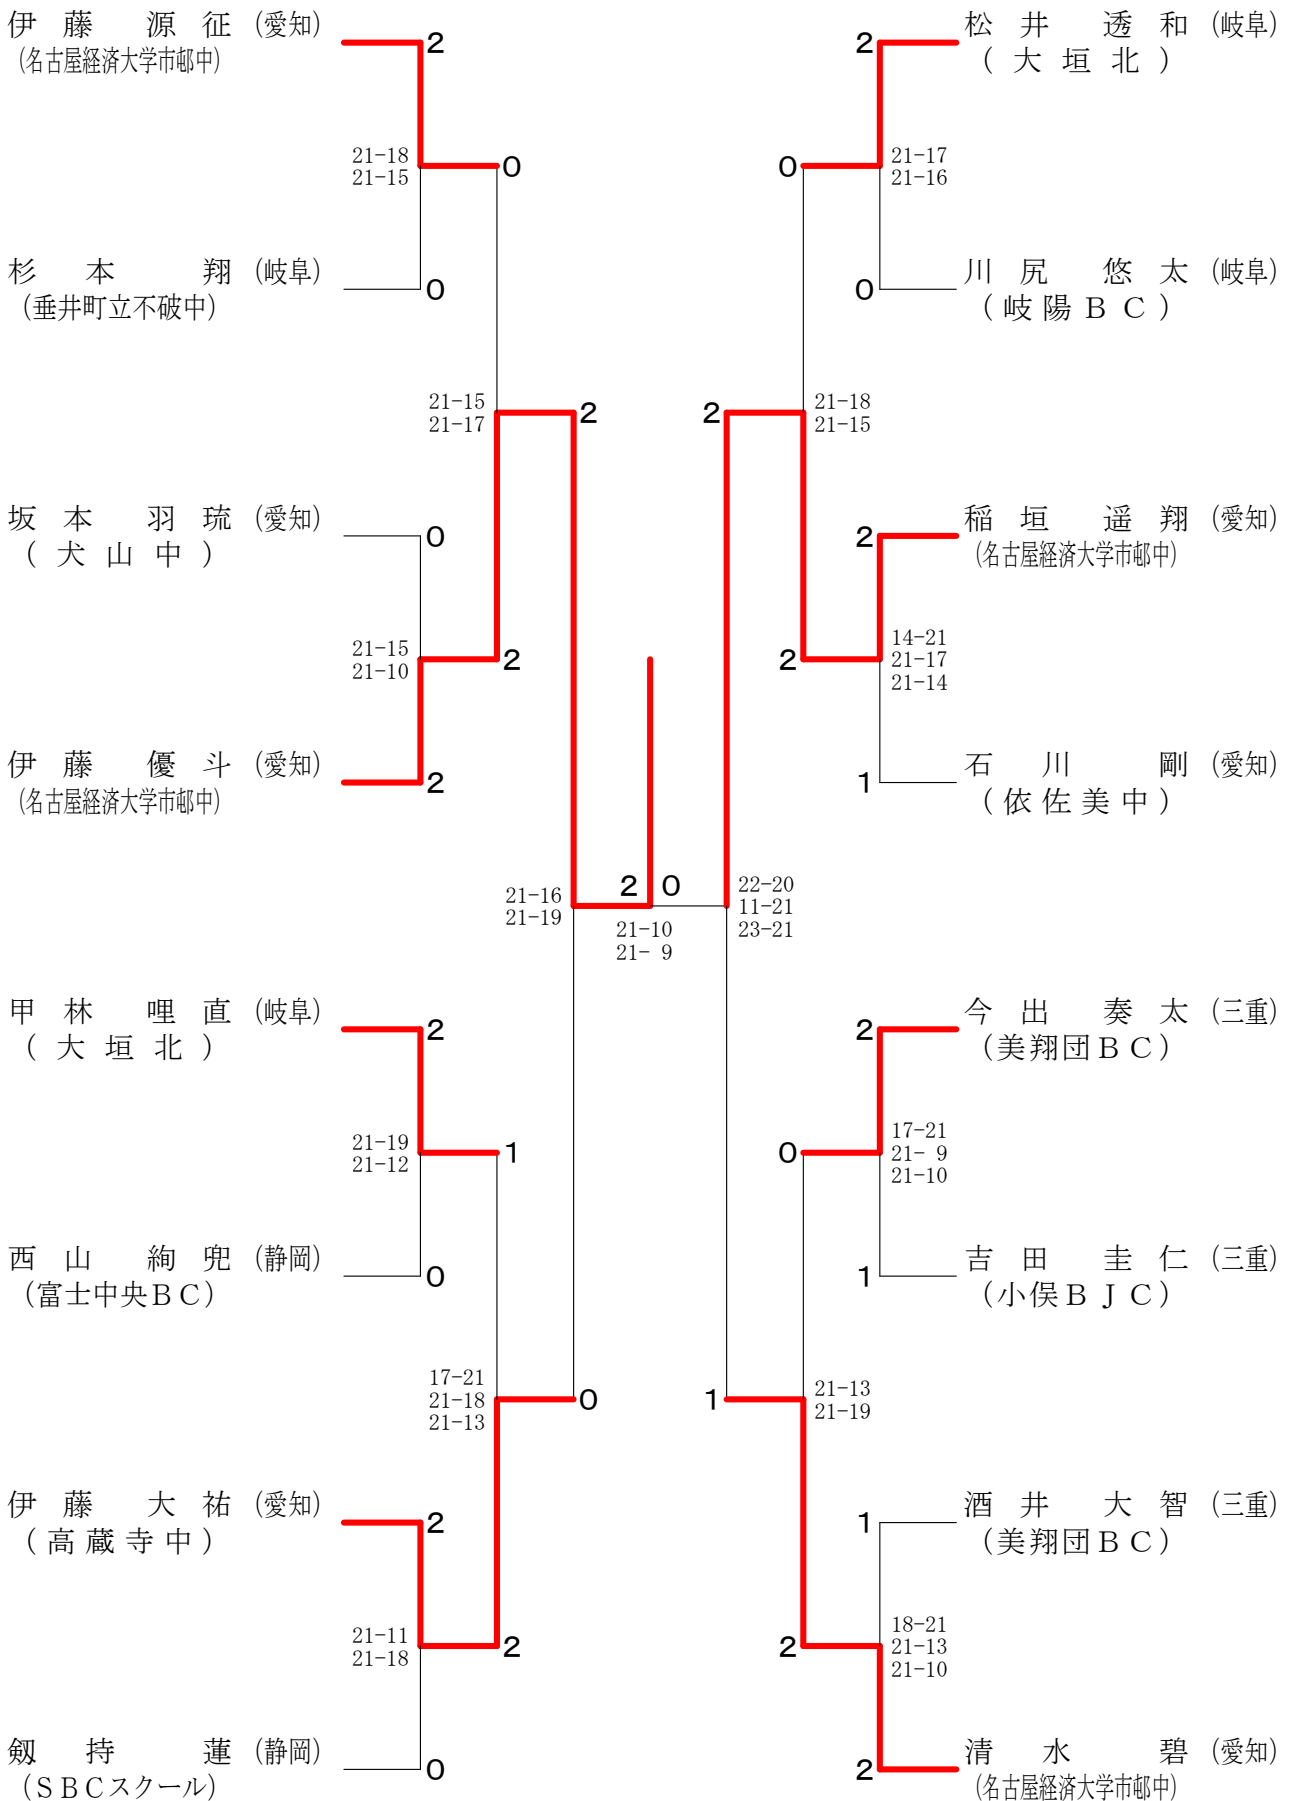 伊藤 源征 (愛知)
(名古屋経済大学市邨中)
2
21-18
21-15
0
杉本 翔 (岐阜)
(垂井町立不破中)
0
21-15
21-17
2
坂本 羽琉 (愛知)
(犬山中)
0
21-15
21-10
2
伊藤 優斗 (愛知)
(名古屋経済大学市邨中)
2
21-16
21-19
2
0
21-10
21- 9
甲林 哩直 (岐阜)
(大垣北)
2
21-19
21-12
1
西山 絢兜 (静岡)
(富士中央BC)
0
17-21
21-18
21-13
0
伊藤 大祐 (愛知)
(高蔵寺中)
2
21-11
21-18
2
剱持 蓮 (静岡)
(SBCスクール)
0
松井 透和 (岐阜)
(大垣北)
2
0
21-17
21-16
川尻 悠太 (岐阜)
(岐陽BC)
0
2
21-18
21-15
稲垣 遥翔 (愛知)
(名古屋経済大学市邨中)
2
2
14-21
21-17
21-14
石川 剛 (愛知)
(依佐美中)
1
22-20
11-21
23-21
今出 奏太 (三重)
(美翔団BC)
2
0
17-21
21- 9
21-10
吉田 圭仁 (三重)
(小俣BJC)
1
1
21-13
21-19
酒井 大智 (三重)
(美翔団BC)
1
2
18-21
21-13
21-10
清水 碧 (愛知)
(名古屋経済大学市邨中)
2